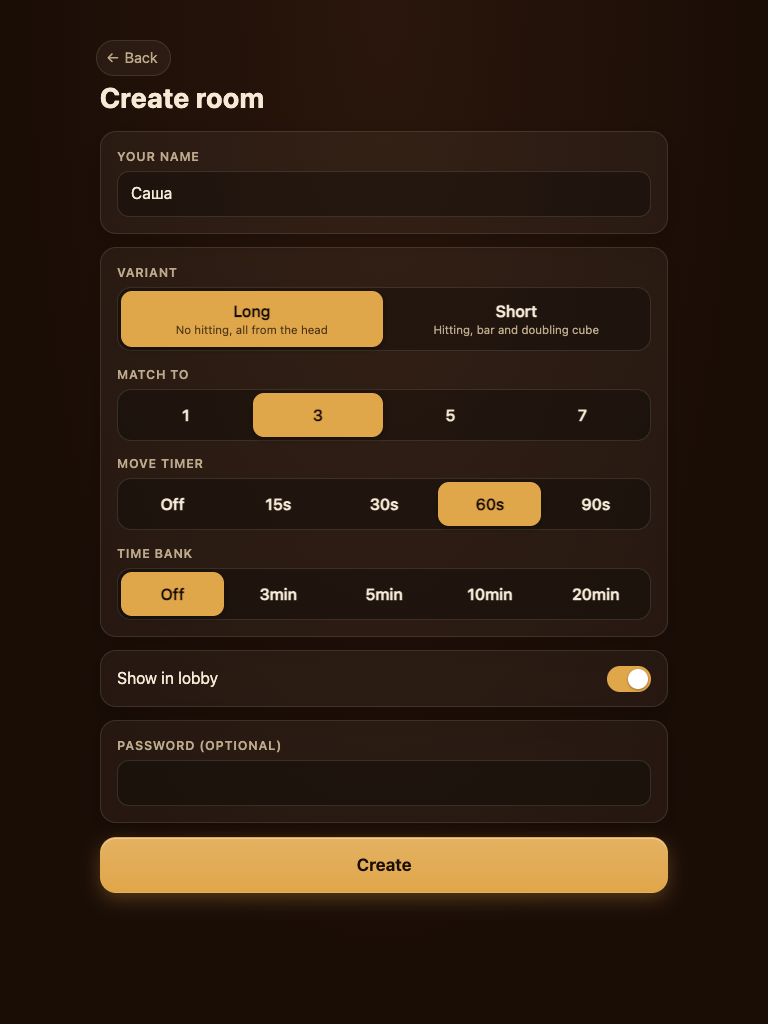 ← Back
Create room
YOUR NAME
Саша
VARIANT
Long Short
No hitting, all from the head Hitting, bar and doubling cube
MATCH TO
1 3 5 7
MOVE TIMER
Off 15s 30s 60s 90s
TIME BANK
Off 3min 5min 10min 20min
Show in lobby
PASSWORD (OPTIONAL)
Create